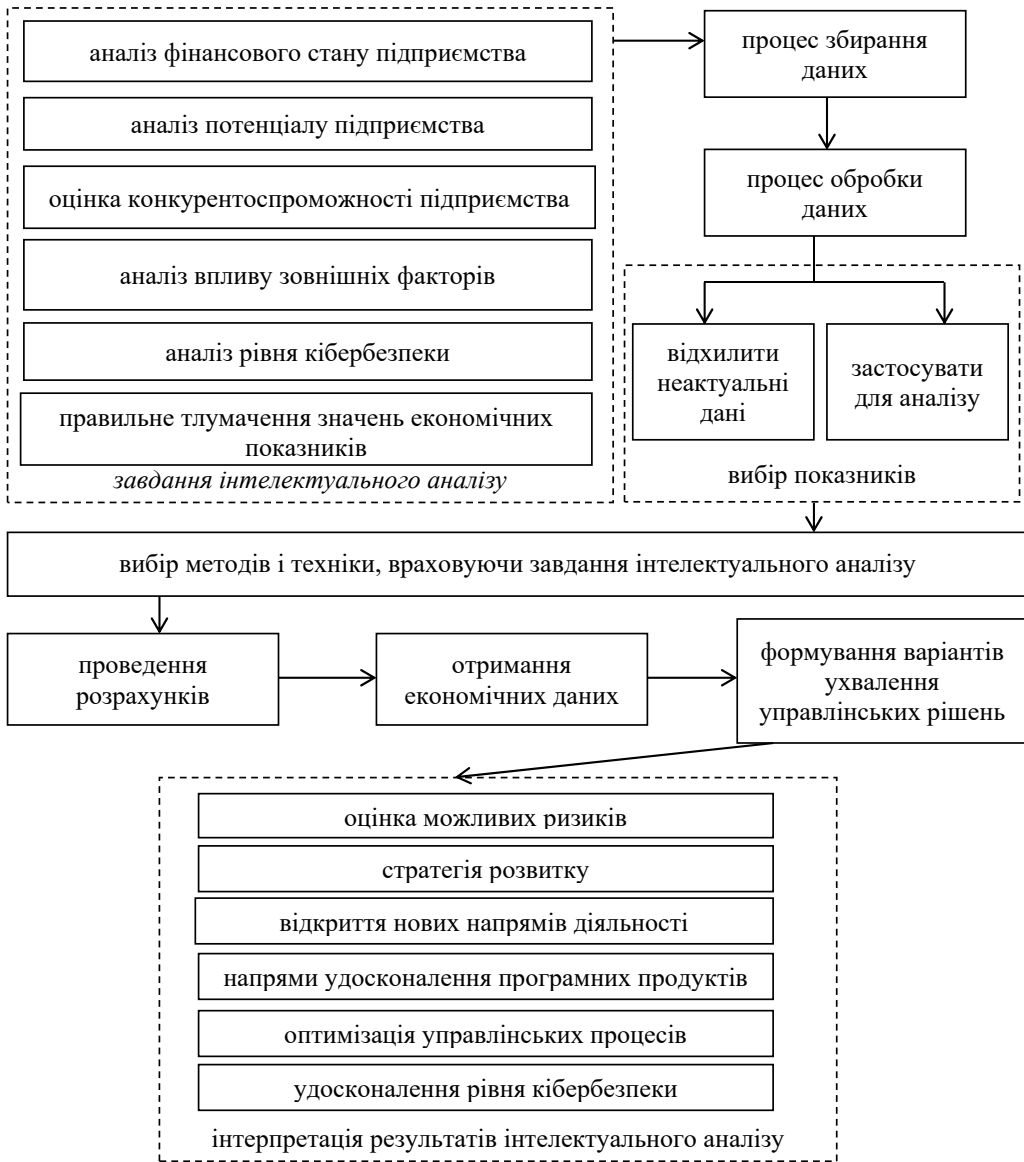 аналіз фінансового стану підприємства
аналіз потенціалу підприємства
оцінка конкурентоспроможності підприємства
аналіз впливу зовнішніх факторів
аналіз рівня кібербезпеки
правильне тлумачення значень економічних
показників
завдання інтелектуального аналізу
процес збирання
даних
процес обробки
даних
відхилити
неактуальні
дані
застосувати
для аналізу
вибір показників
вибір методів і техніки, враховуючи завдання інтелектуального аналізу
проведення
розрахунків
отримання
економічних даних
формування варіантів
ухвалення
управлінських рішень
оцінка можливих ризиків
стратегія розвитку
відкриття нових напрямів діяльності
напрями удосконалення програмних продуктів
оптимізація управлінських процесів
удосконалення рівня кібербезпеки
інтерпретація результатів інтелектуального аналізу